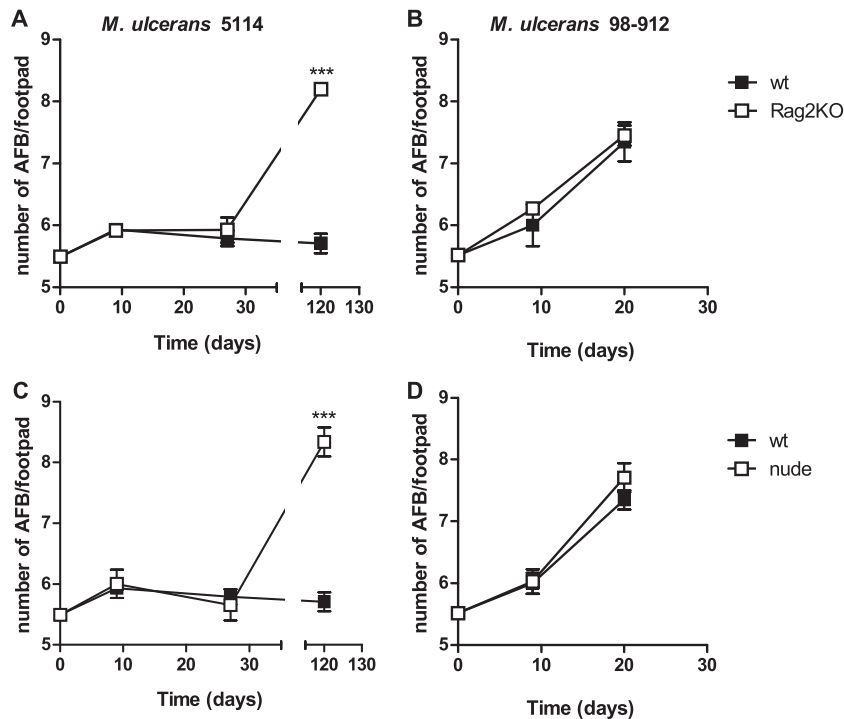 A
M. ulcerans 5114
number of AFB/footpad
9
8
7
6
5
***
0 10 20 30 120 130
Time (days)
B
M. ulcerans 98-912
number of AFB/footpad
9
8
7
6
5
0 10 20 30
Time (days)
wt
Rag2KO
C
number of AFB/footpad
9
8
7
6
5
***
0 10 20 30 120 130
Time (days)
D
number of AFB/footpad
9
8
7
6
5
0 10 20 30
Time (days)
wt
nude